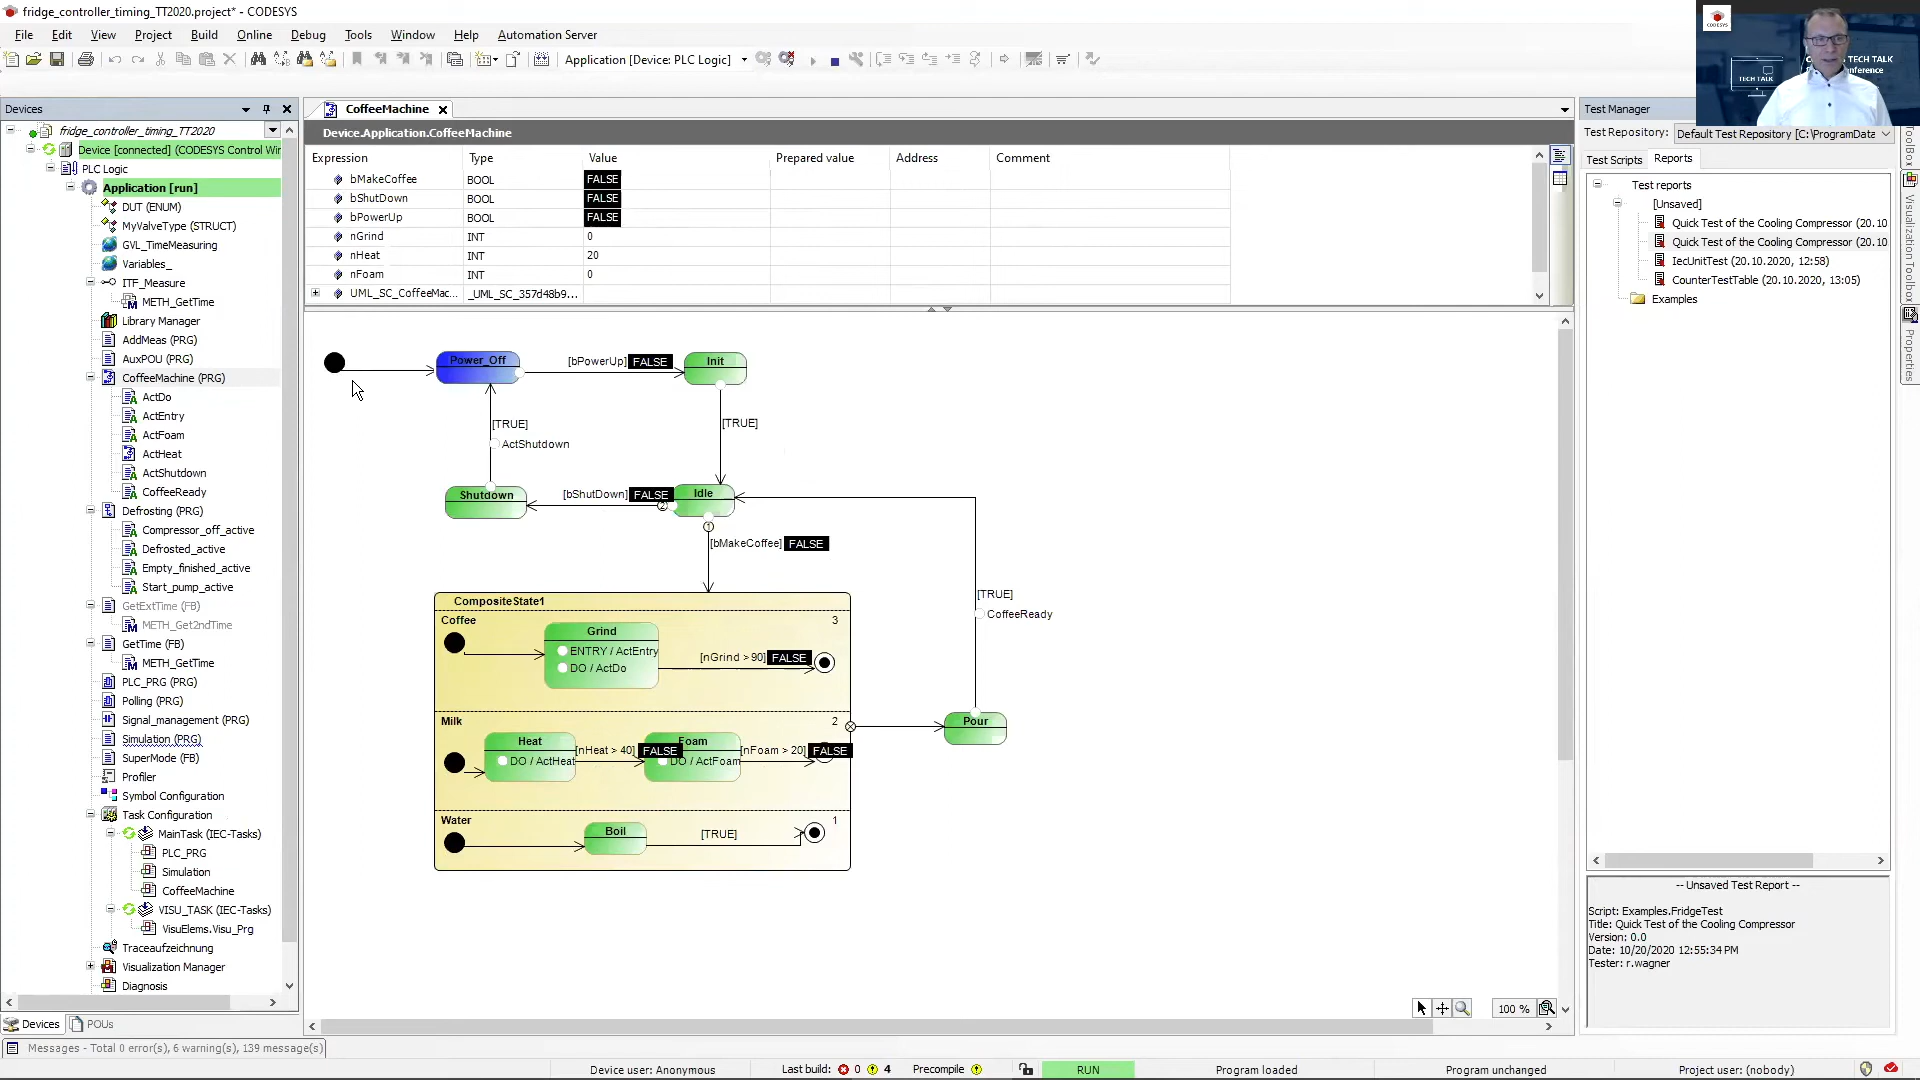 fridge_controller_timing_TT2020.project* - CODESYS
File Edit View Project Build Online Debug Tools Window Help Automation Server
Application [Device: PLC Logic]
CODESYS
TECH TALK
TECH TALK
Devices
fridge_controller_timing_TT2020
Device [connected] (CODESYS Control Wir
PLC Logic
Application [run]
DUT (ENUM)
MyValveType (STRUCT)
GVL_TimeMeasuring
Variables_
ITF_Measure
METH_GetTime
Library Manager
AddMeas (PRG)
AuxPOU (PRG)
CoffeeMachine (PRG)
ActDo
ActEntry
ActFoam
ActHeat
ActShutdown
CoffeeReady
Defrosting (PRG)
Compressor_off_active
Defrosted_active
Empty_finished_active
Start_pump_active
GetExtTime (FB)
METH_Get2ndTime
GetTime (FB)
METH_GetTime
PLC_PRG (PRG)
Polling (PRG)
Signal_management (PRG)
Simulation (PRG)
SuperMode (FB)
Profiler
Symbol Configuration
Task Configuration
MainTask (IEC-Tasks)
PLC_PRG
Simulation
CoffeeMachine
VISU_TASK (IEC-Tasks)
VisuElems.Visu_Prg
Traceaufzeichnung
Visualization Manager
Diagnosis
Devices POUs
CoffeeMachine
Device.Application.CoffeeMachine
Expression Type Value Prepared value Address Comment
bMakeCoffee BOOL FALSE
bShutDown BOOL FALSE
bPowerUp BOOL FALSE
nGrind INT 0
nHeat INT 20
nFoam INT 0
UML_SC_CoffeeMac... _UML_SC_357d48b9...
Power_Off [bPowerUp] FALSE Init
[TRUE] [TRUE]
ActShutdown
Shutdown [bShutDown] FALSE Idle
2
1
[bMakeCoffee] FALSE
[TRUE]
CoffeeReady
CompositeState1
Coffee 3
Grind
ENTRY / ActEntry
DO / ActDo
[nGrind > 90] FALSE
Milk 2
Heat [nHeat > 40] FALSE Foam [nFoam > 20] FALSE
DO / ActHeat DO / ActFoam
Pour
Water 1
Boil [TRUE]
100 %
Test Manager
Test Repository: Default Test Repository [C:\ProgramData
Test Scripts Reports
Test reports
[Unsaved]
Quick Test of the Cooling Compressor (20.10
Quick Test of the Cooling Compressor (20.10
IecUnitTest (20.10.2020, 12:58)
CounterTestTable (20.10.2020, 13:05)
Examples
-- Unsaved Test Report --
Script: Examples.FridgeTest
Title: Quick Test of the Cooling Compressor
Version: 0.0
Date: 10/20/2020 12:55:34 PM
Tester: r.wagner
ToolBox
Visualization Toolbox
Properties
Messages - Total 0 error(s), 6 warning(s), 139 message(s)
Device user: Anonymous Last build: 0 4 Precompile RUN Program loaded Program unchanged Project user: (nobody)